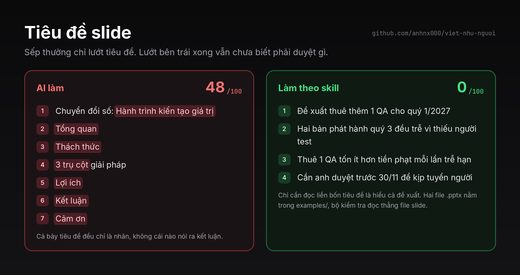 Tiêu đề slide
github.com/anhnx000/viet-nhu-nguoi
Sếp thường chỉ lướt tiêu đề. Lướt bên trái xong vẫn chưa biết phải duyệt gì.
AI làm
48 /100
1 Chuyển đổi số: Hành trình kiến tạo giá trị
2 Tổng quan
3 Thách thức
4 3 trụ cột giải pháp
5 Lợi ích
6 Kết luận
7 Cảm ơn
Cả bảy tiêu đề đều chỉ là nhãn, không cái nào nói ra kết luận.
Làm theo skill
0 /100
1 Đề xuất thuê thêm 1 QA cho quý 1/2027
2 Hai bản phát hành quý 3 đều trễ vì thiếu người
test
3 Thuê 1 QA tốn ít hơn tiền phạt mỗi lần trễ hạn
4 Cần anh duyệt trước 30/11 để kịp tuyển người
Chỉ cần đọc liền bốn tiêu đề là hiểu cả đề xuất. Hai file .pptx nằm
trong examples/, bộ kiểm tra đọc thẳng file slide.